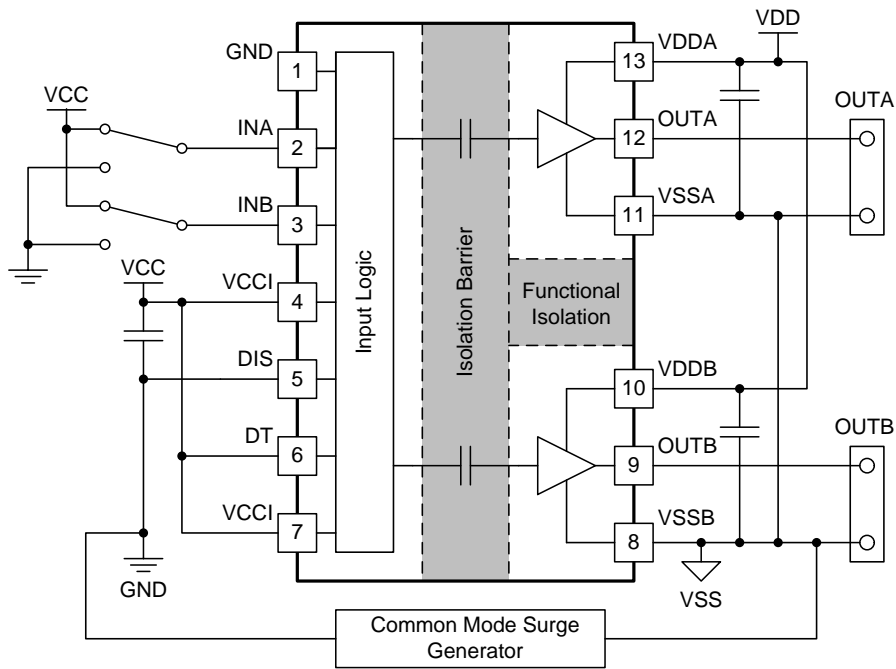 VDD
GND
1
13
VDDA
VCC
OUTA
INA
2
12
OUTA
INB
3
11
VSSA
VCC
VCCI
4
Input Logic
Isolation Barrier
Functional
Isolation
DIS
5
10
VDDB
DT
6
9
OUTB
OUTB
VCCI
7
8
VSSB
GND
VSS
Common Mode Surge
Generator